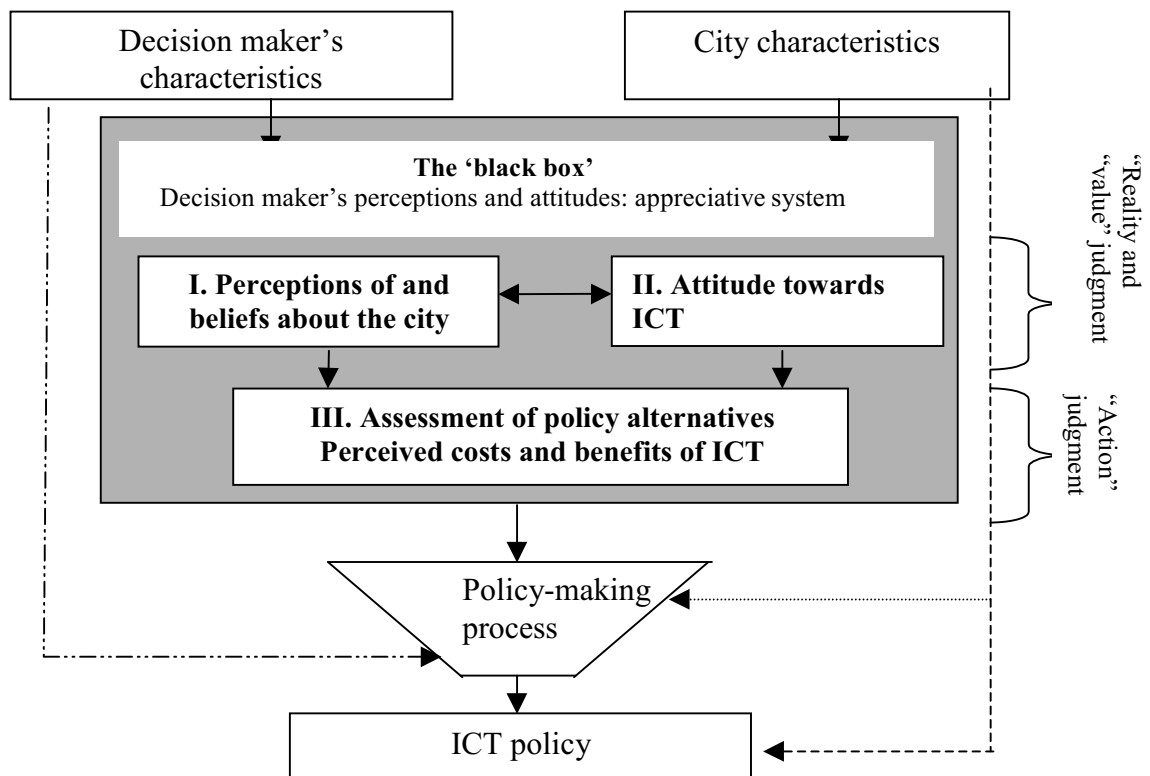 Decision maker’s
characteristics
City characteristics
The ‘black box’
Decision maker’s perceptions and attitudes: appreciative system
I. Perceptions of and
beliefs about the city
II. Attitude towards
ICT
III. Assessment of policy alternatives
Perceived costs and benefits of ICT
“Reality and
“value” judgment
“Action”
judgment
Policy-making
process
ICT policy